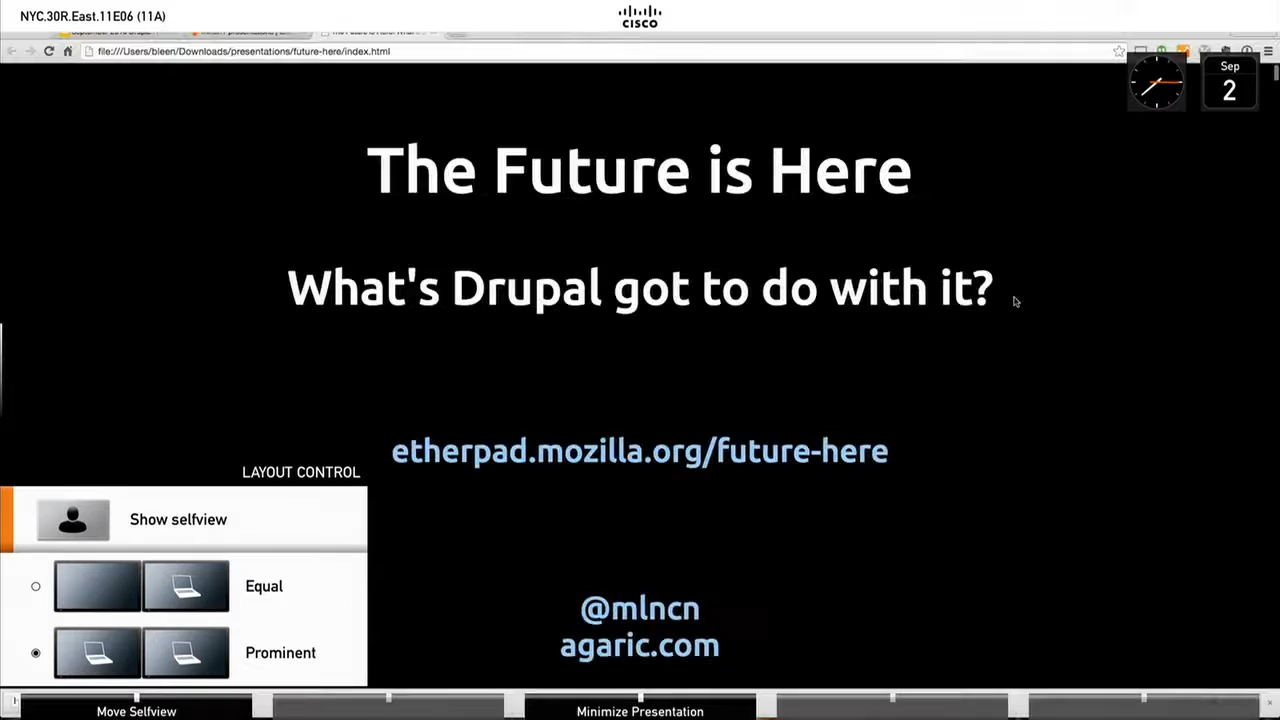 NYC.30R.East.11E06 (11A)
cisco
file:///Users/bleen/Downloads/presentations/future-here/index.html
Sep
2
The Future is Here
What's Drupal got to do with it?
etherpad.mozilla.org/future-here
LAYOUT CONTROL
Show selfview
Equal
Prominent
@mlncn
agaric.com
Move Selfview
Minimize Presentation